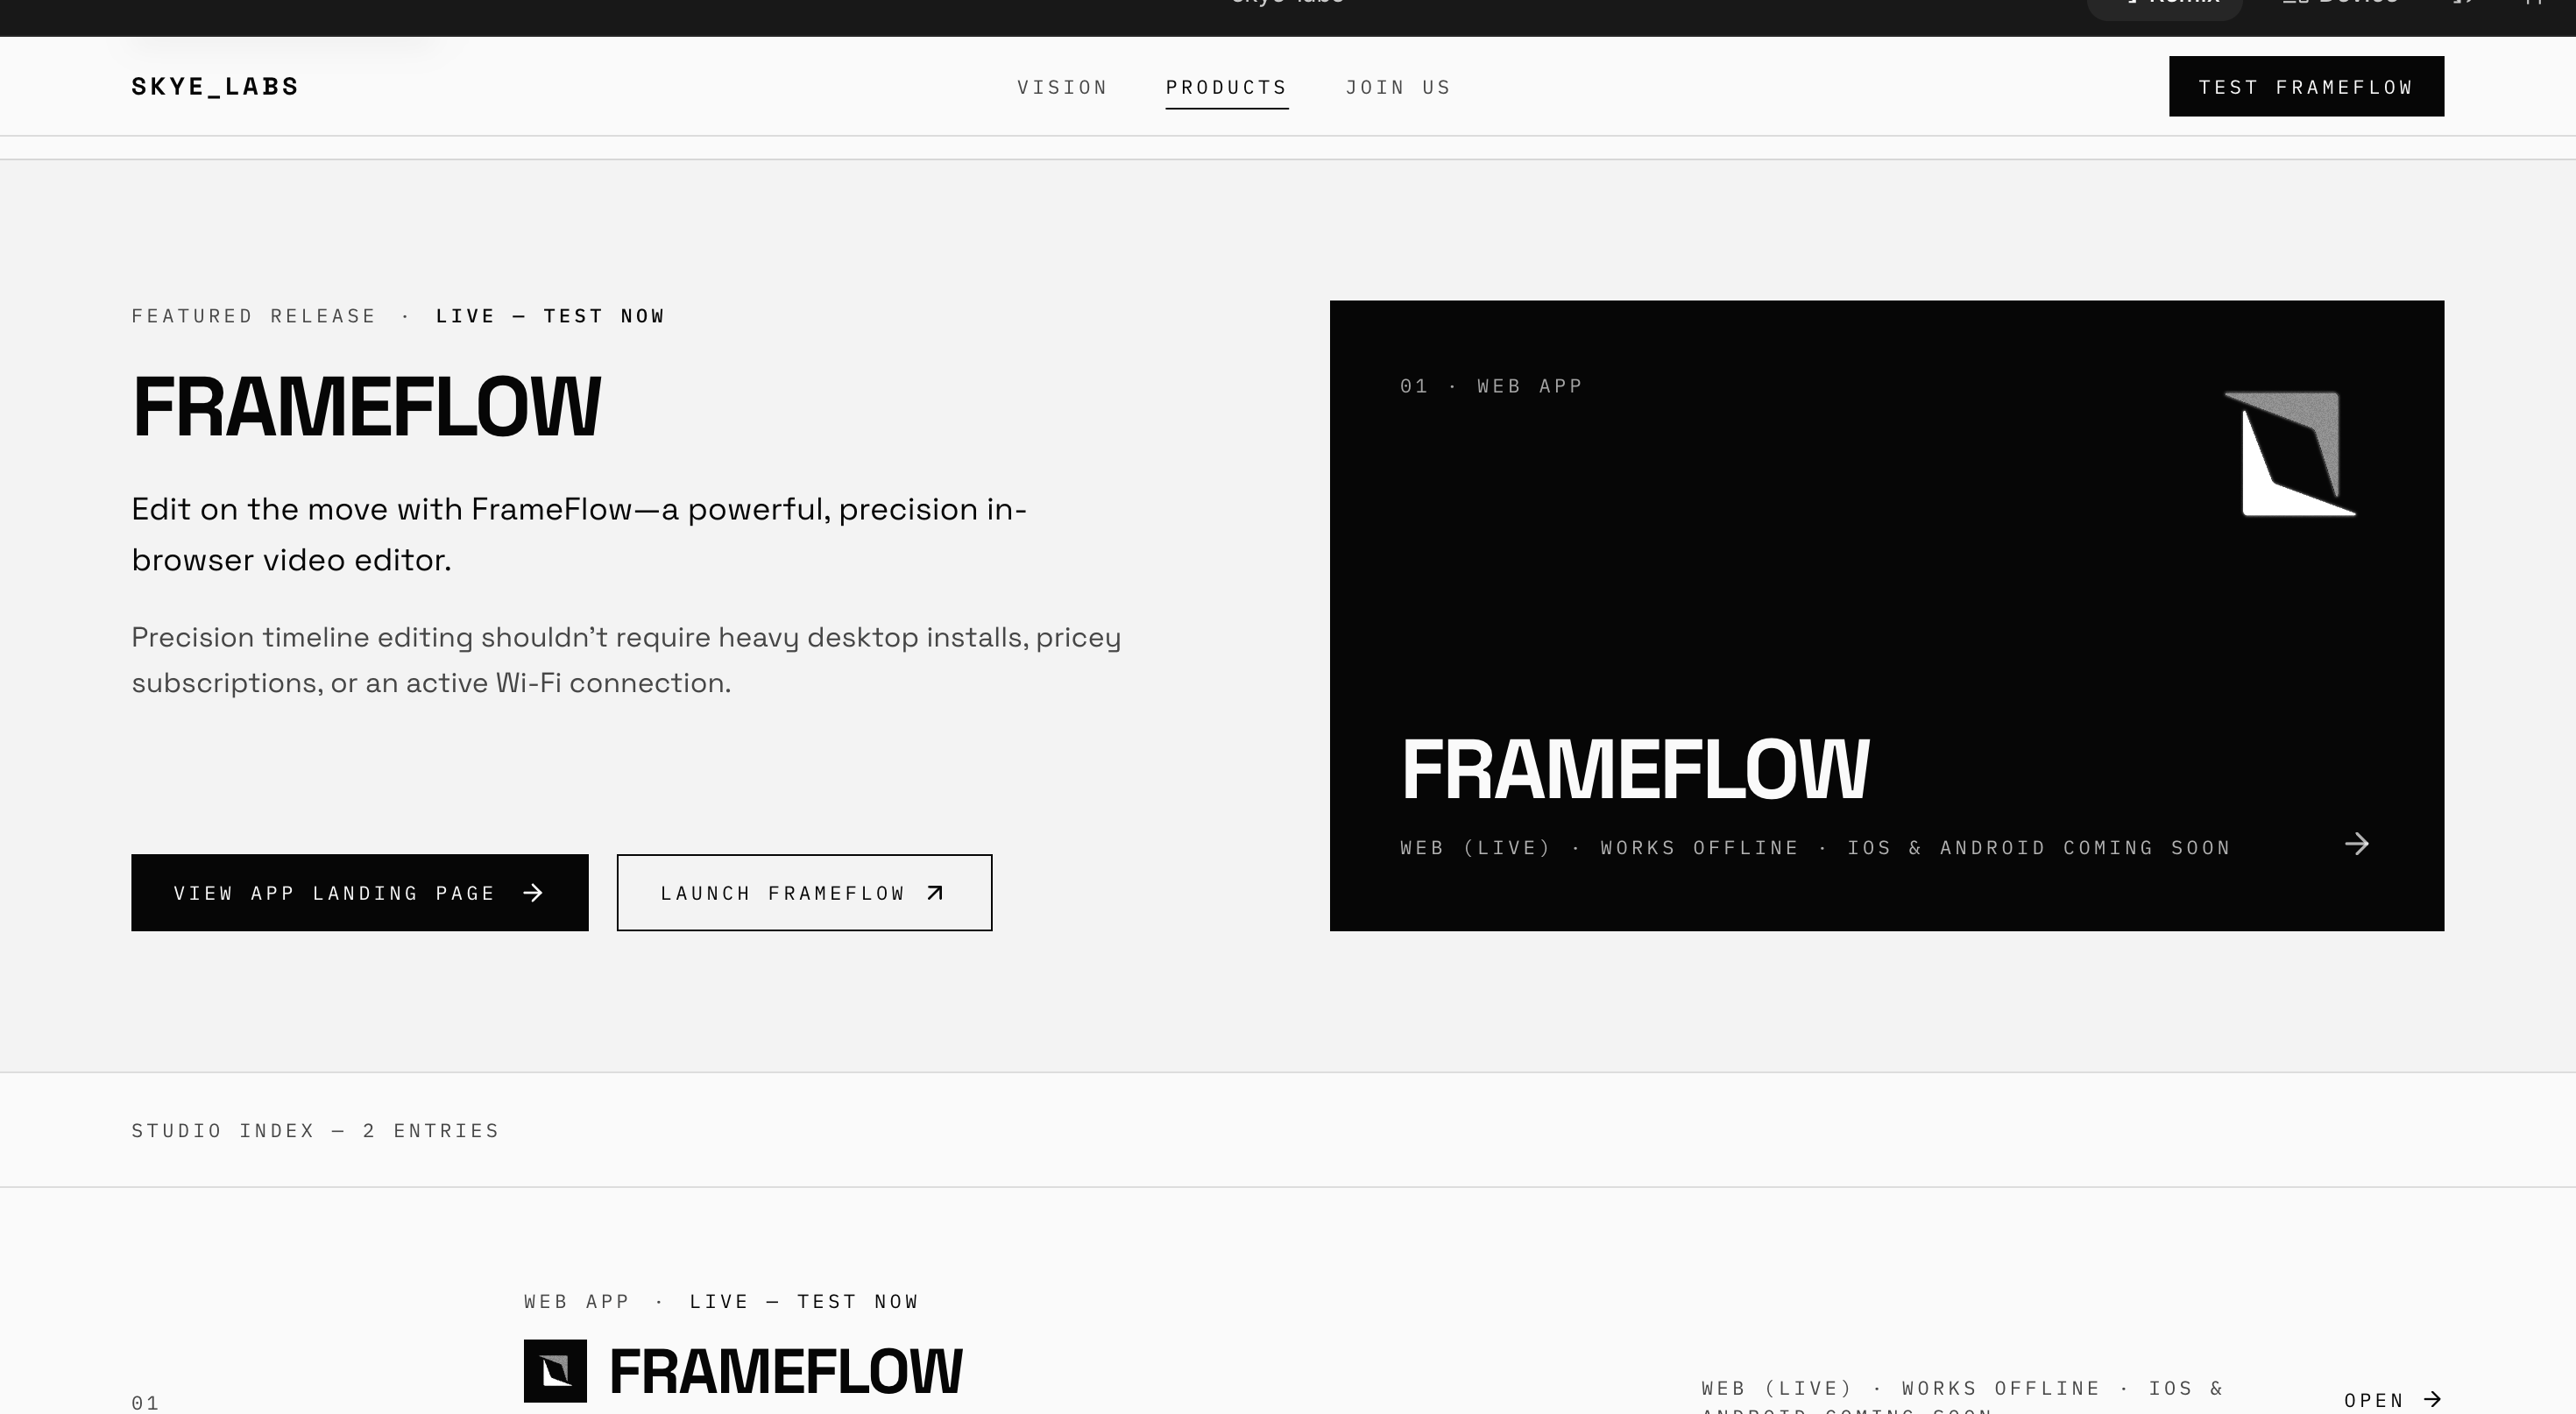 SKYE_LABS
VISION
PRODUCTS
JOIN US
TEST FRAMEFLOW
FEATURED RELEASE · LIVE — TEST NOW
FRAMEFLOW
Edit on the move with FrameFlow—a powerful, precision in-
browser video editor.
Precision timeline editing shouldn’t require heavy desktop installs, pricey
subscriptions, or an active Wi-Fi connection.
VIEW APP LANDING PAGE →
LAUNCH FRAMEFLOW ↗
01 · WEB APP
FRAMEFLOW
WEB (LIVE) · WORKS OFFLINE · IOS & ANDROID COMING SOON →
STUDIO INDEX — 2 ENTRIES
WEB APP · LIVE — TEST NOW
FRAMEFLOW
01
WEB (LIVE) · WORKS OFFLINE · IOS &
ANDROID COMING SOON
OPEN →